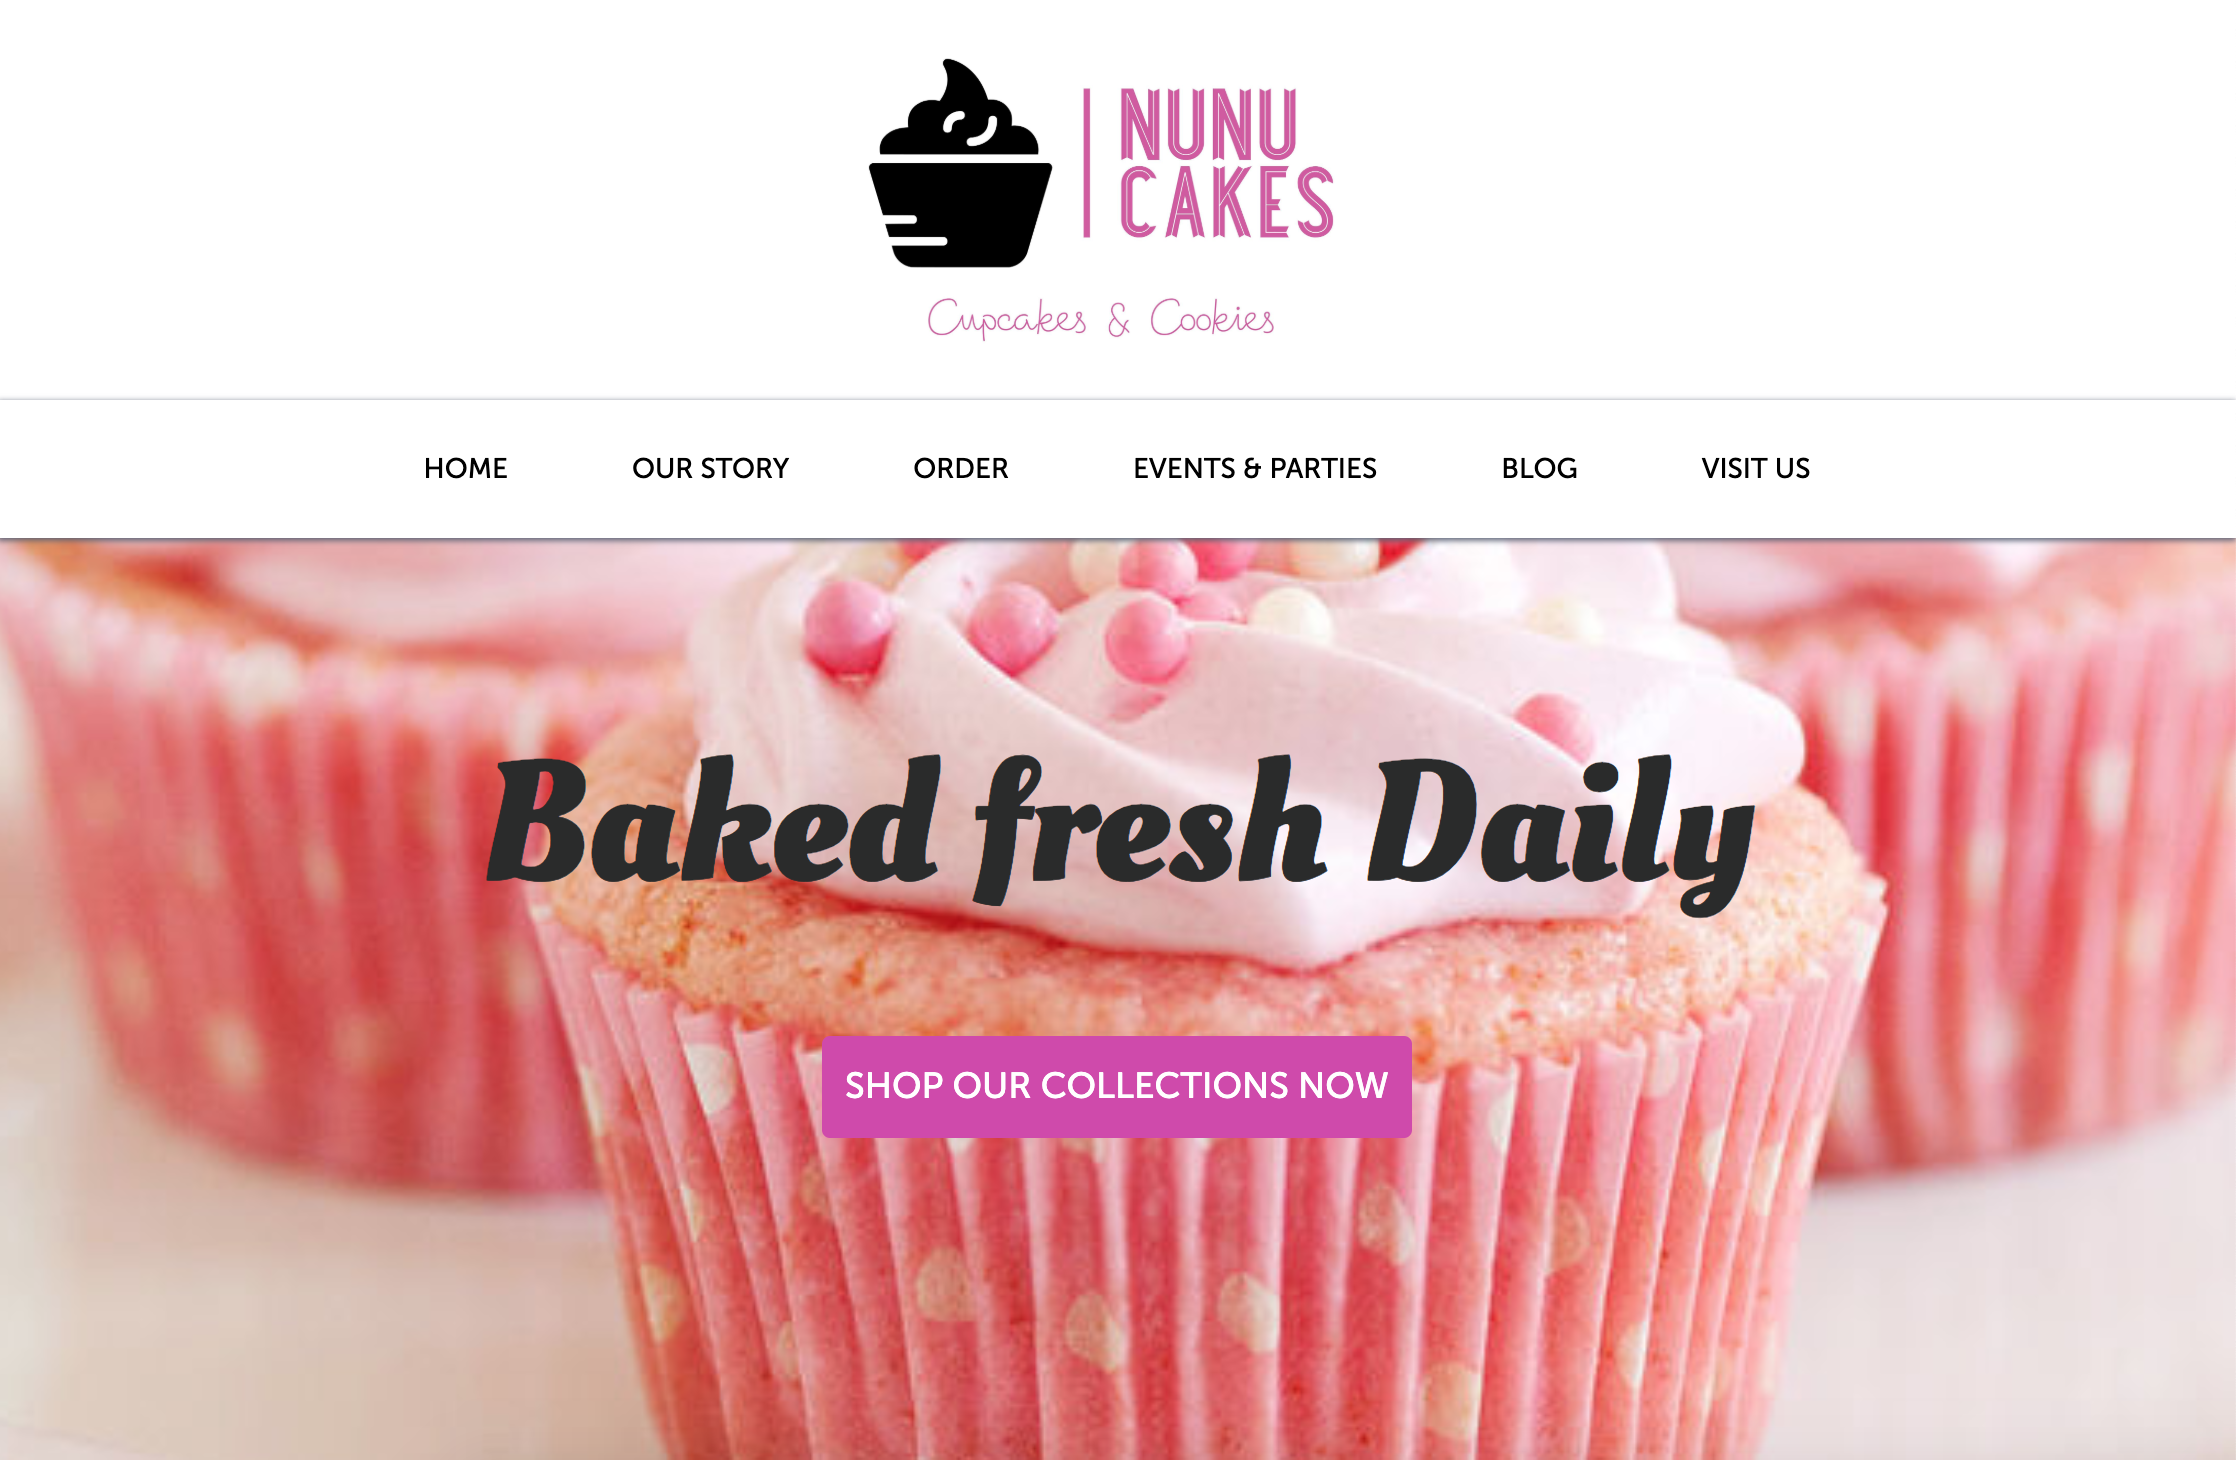 NUNU
CAKES
Cupcakes & Cookies
HOME OUR STORY ORDER EVENTS & PARTIES BLOG VISIT US
Baked fresh Daily
SHOP OUR COLLECTIONS NOW